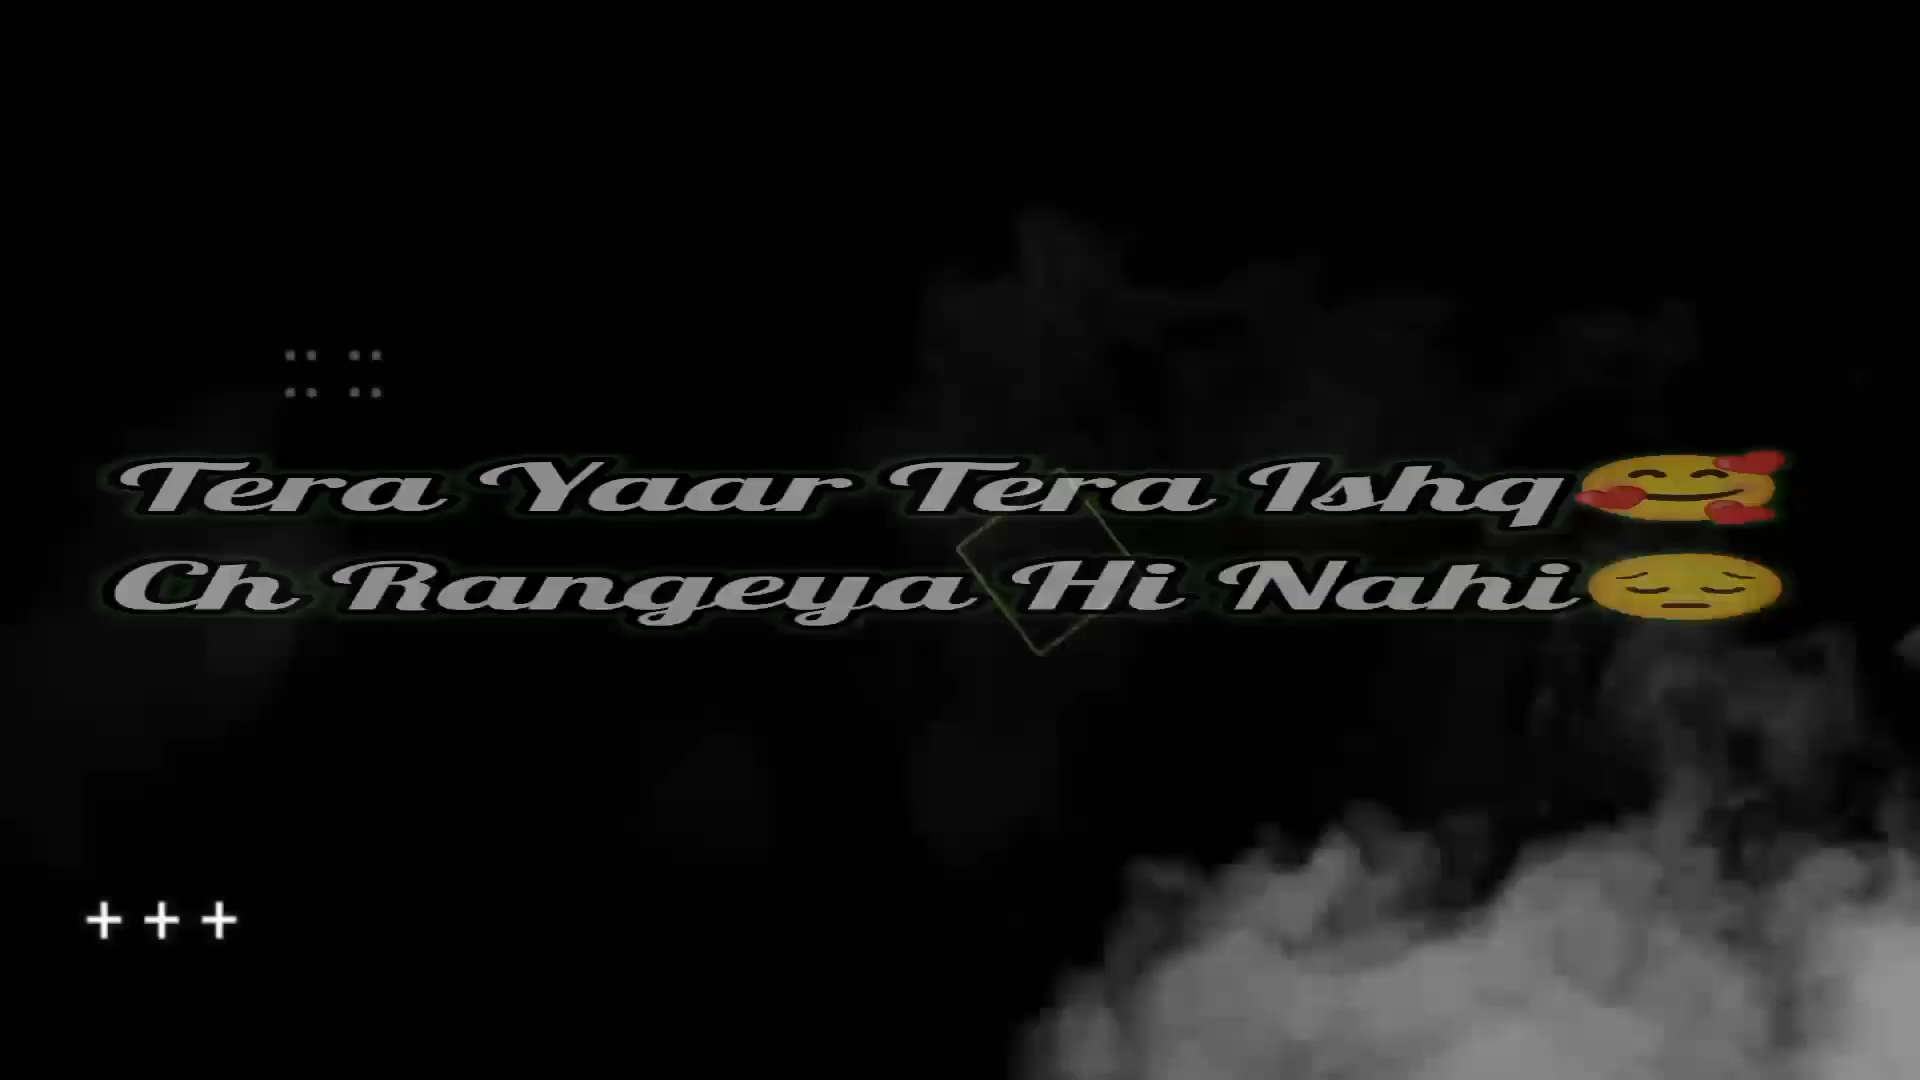 Tera Yaar Tera Ishq🥰
Ch Rangeya Hi Nahi😔
+ + +